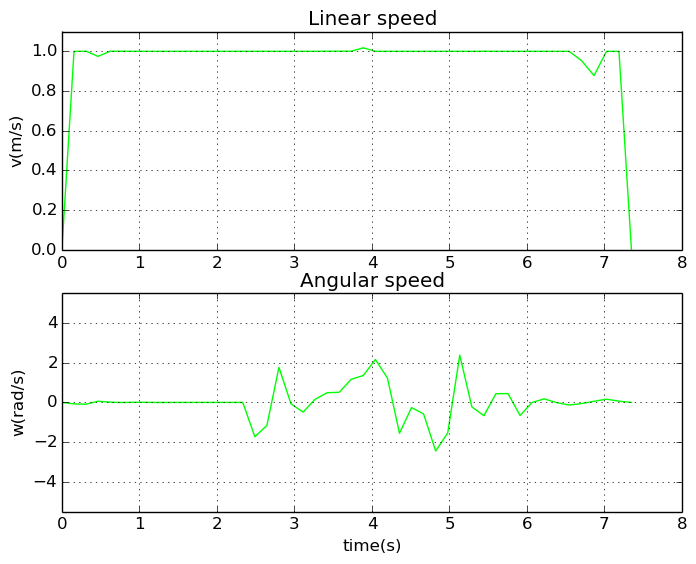 Linear speed
1.0
0.8
0.6
0.4
0.2
0.0
v(m/s)
0 1 2 3 4 5 6 7 8
Angular speed
4
2
0
−2
−4
w(rad/s)
0 1 2 3 4 5 6 7 8
time(s)